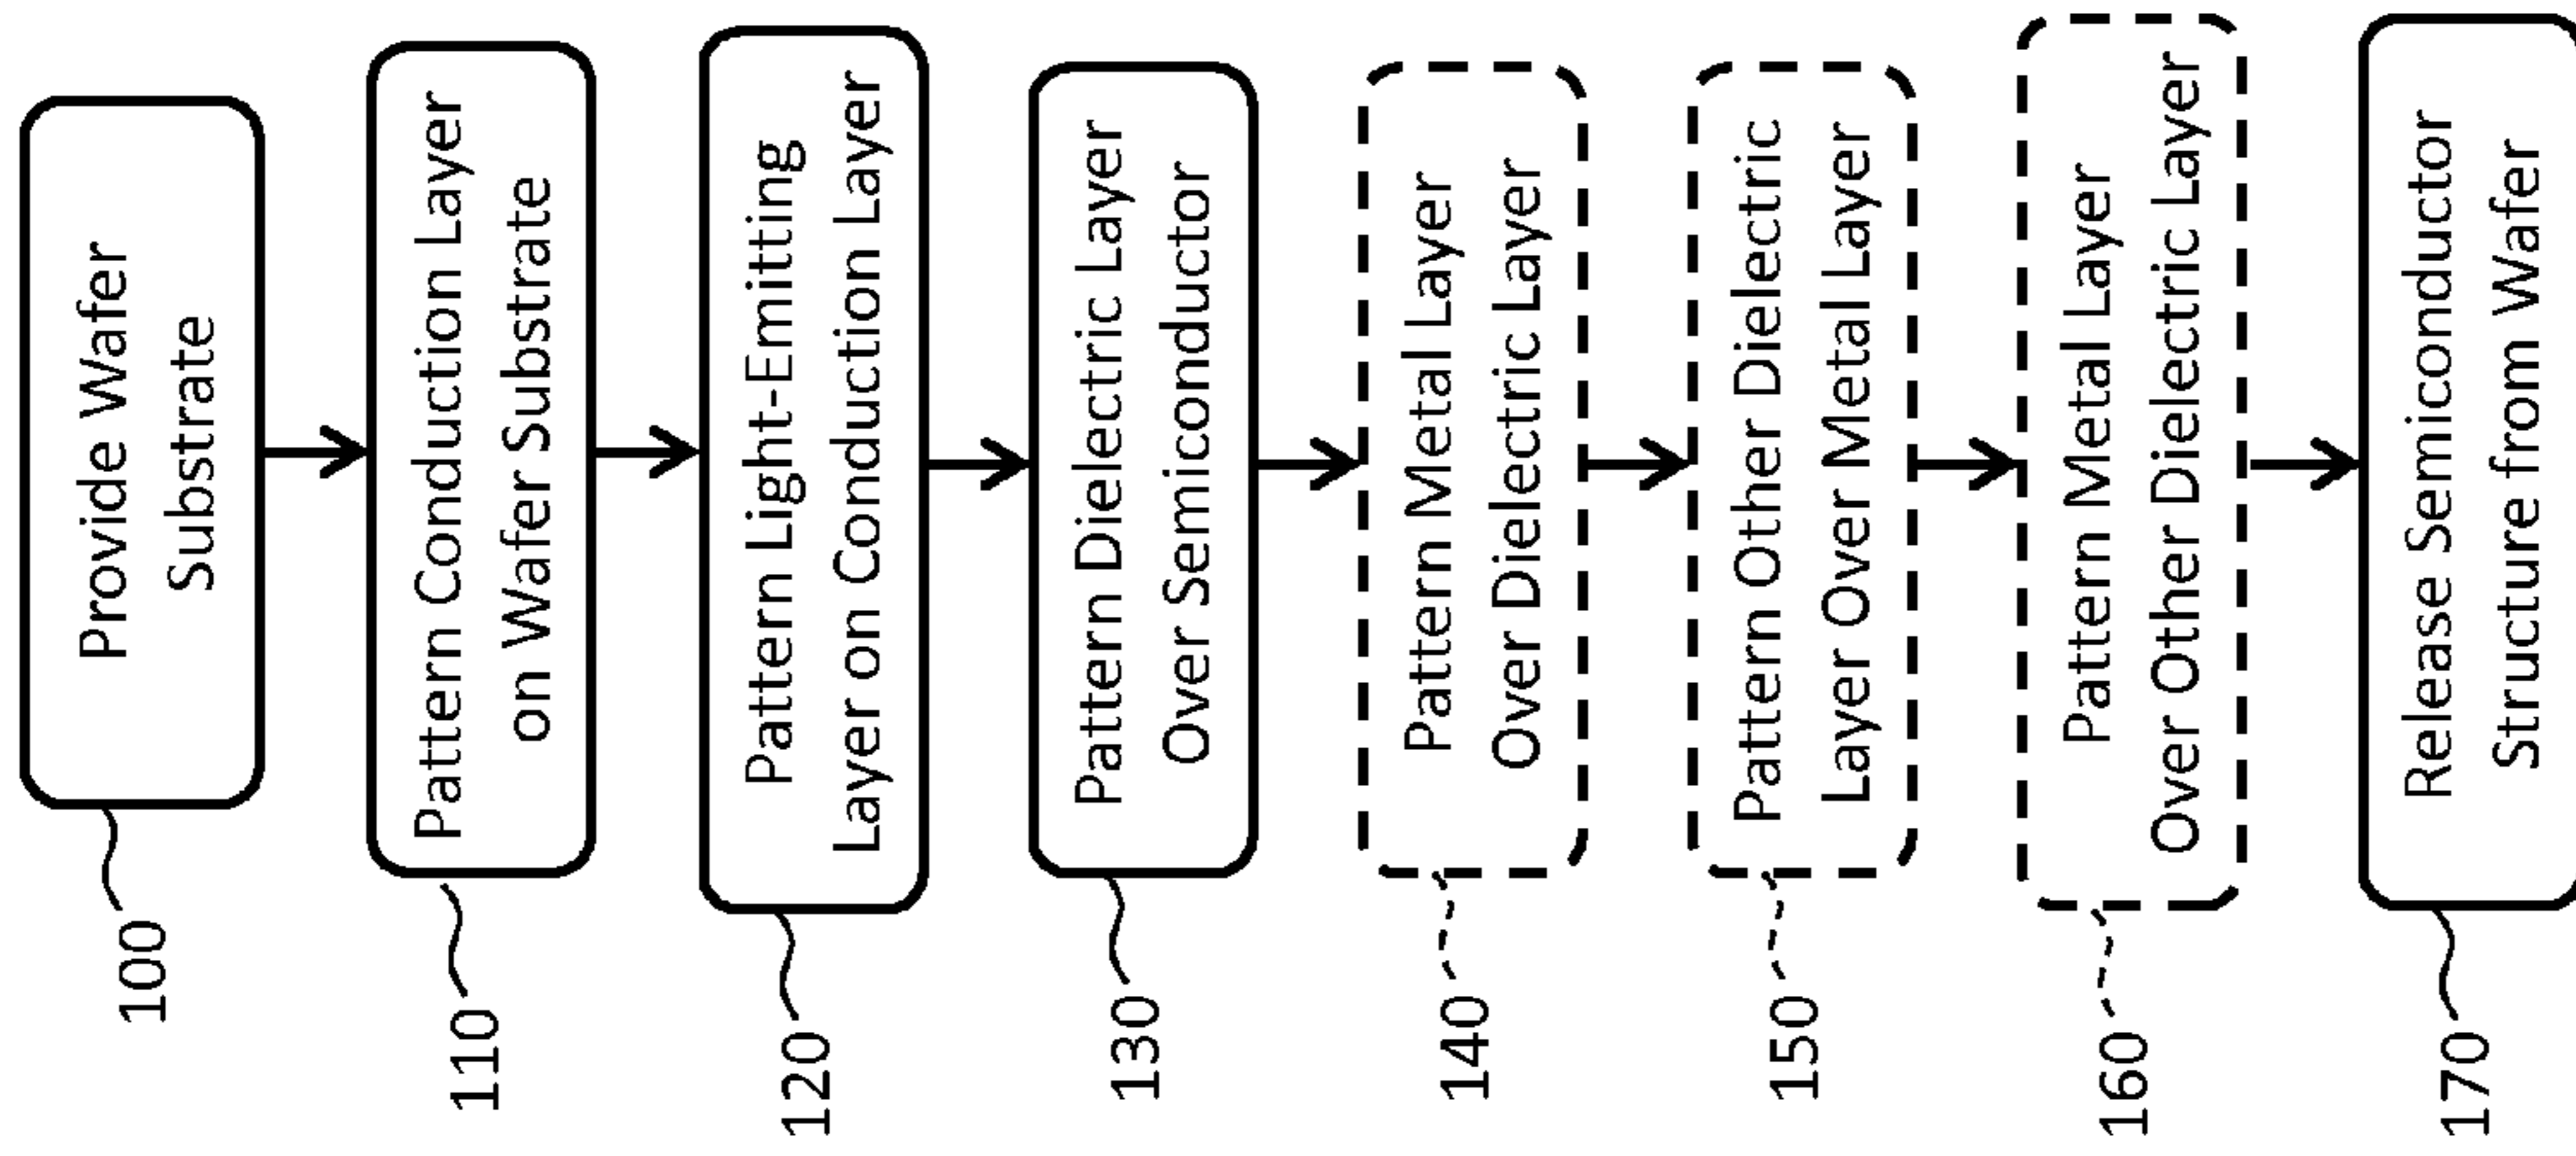 100
Provide Wafer
Substrate
110
Pattern Conduction Layer
on Wafer Substrate
120
Pattern Light-Emitting
Layer on Conduction Layer
130
Pattern Dielectric Layer
Over Semiconductor
140
Pattern Metal Layer
Over Dielectric Layer
150
Pattern Other Dielectric
Layer Over Metal Layer
160
Pattern Metal Layer
Over Other Dielectric Layer
170
Release Semiconductor
Structure from Wafer